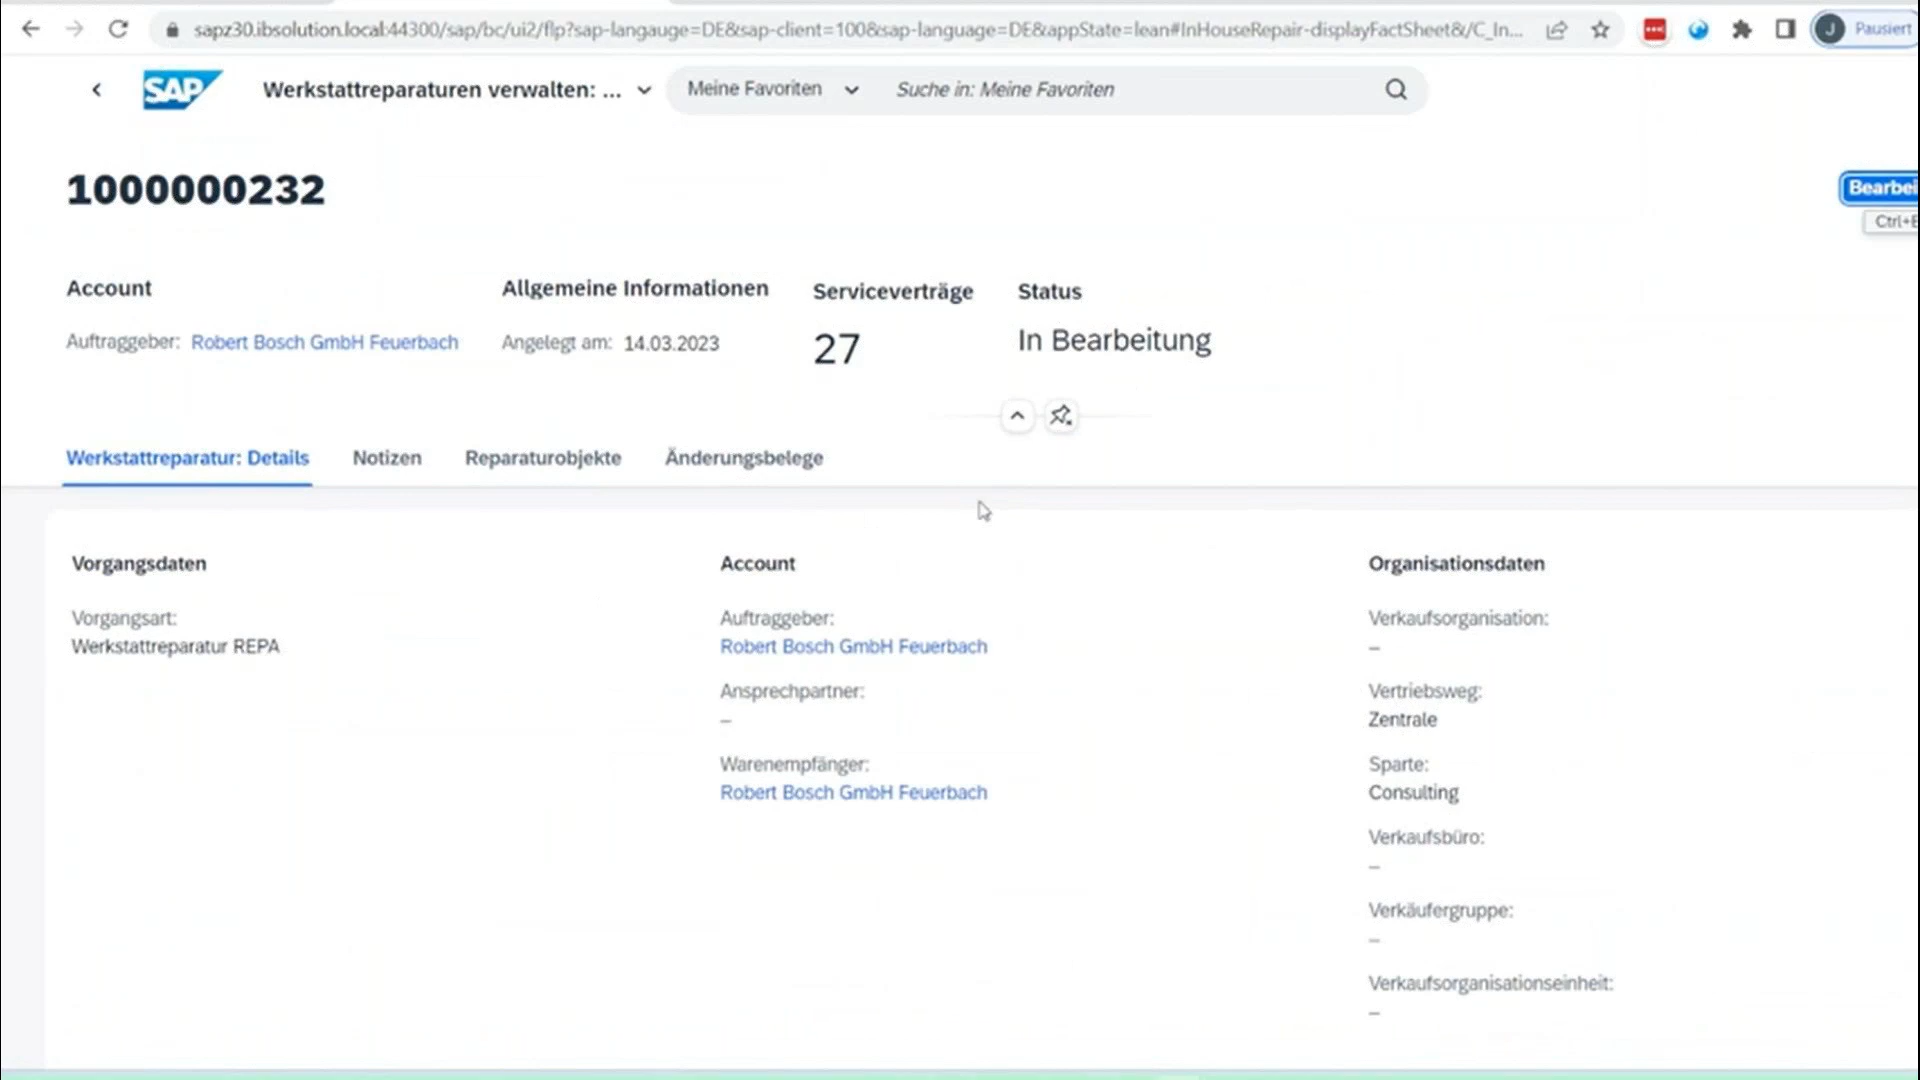 sapz30.ibsolution.local:44300/sap/bc/ui2/flp?sap-langauge=DE&sap-client=100&sap-language=DE&appState=lean#InHouseRepair-displayFactSheet&/C_In...
J
Pausiert
SAP
Werkstattreparaturen verwalten: ...
Meine Favoriten
Suche in: Meine Favoriten
1000000232
Bearbei
Ctrl+E
Account
Allgemeine Informationen
Serviceverträge
Status
Auftraggeber: Robert Bosch GmbH Feuerbach
Angelegt am: 14.03.2023
27
In Bearbeitung
Werkstattreparatur: Details
Notizen
Reparaturobjekte
Änderungsbelege
Vorgangsdaten
Vorgangsart:
Werkstattreparatur REPA
Account
Auftraggeber:
Robert Bosch GmbH Feuerbach
Ansprechpartner:
–
Warenempfänger:
Robert Bosch GmbH Feuerbach
Organisationsdaten
Verkaufsorganisation:
–
Vertriebsweg:
Zentrale
Sparte:
Consulting
Verkaufsbüro:
–
Verkäufergruppe:
–
Verkaufsorganisationseinheit:
–